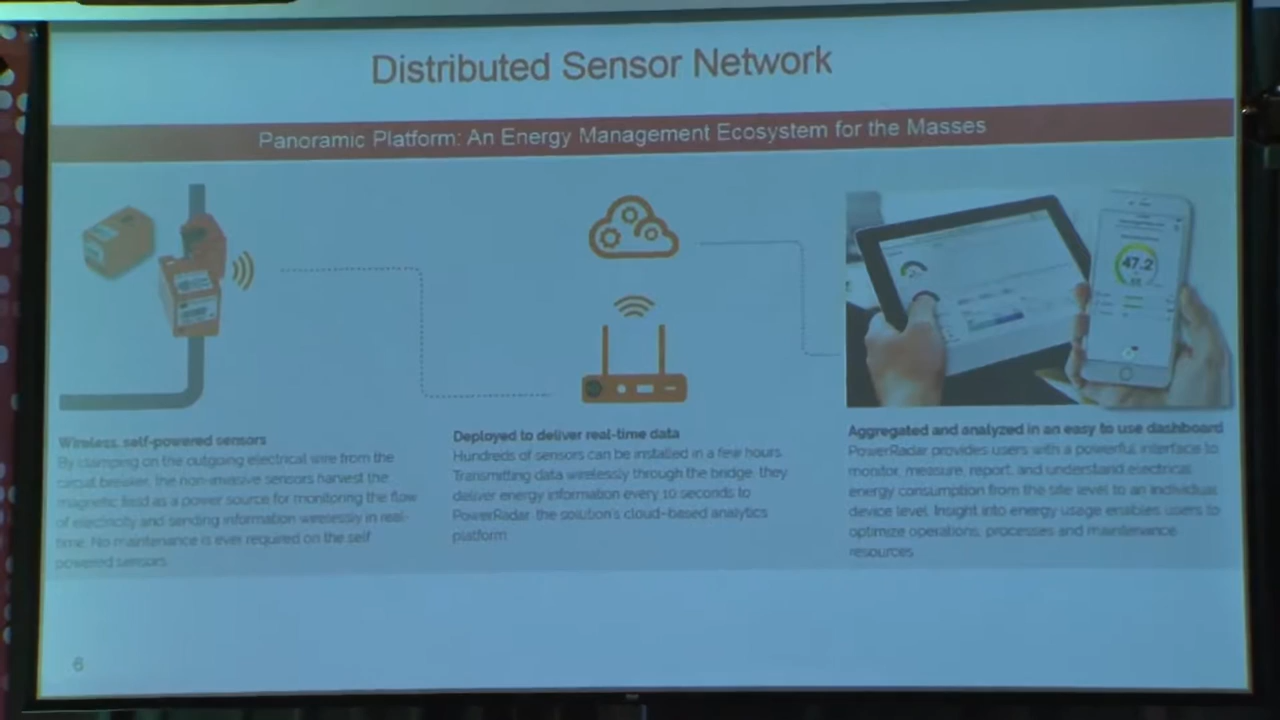 Distributed Sensor Network
Panoramic Platform: An Energy Management Ecosystem for the Masses
47.2
Wireless, self-powered sensors
By clamping on the outgoing electrical wire from the
circuit breaker, the non-invasive sensors harvest the
magnetic field as a power source for monitoring the flow
of electricity and sending information wirelessly in real-
time. No maintenance is ever required on the self
powered sensors.
Deployed to deliver real-time data
Hundreds of sensors can be installed in a few hours.
Transmitting data wirelessly through the bridge, they
deliver energy information every 10 seconds to
PowerRadar, the solution's cloud-based analytics
platform.
Aggregated and analyzed in an easy to use dashboard
PowerRadar provides users with a powerful interface to
monitor, measure, report, and understand electrical
energy consumption from the site level to an individual
device level. Insight into energy usage enables users to
optimize operations, processes and maintenance
resources.
6